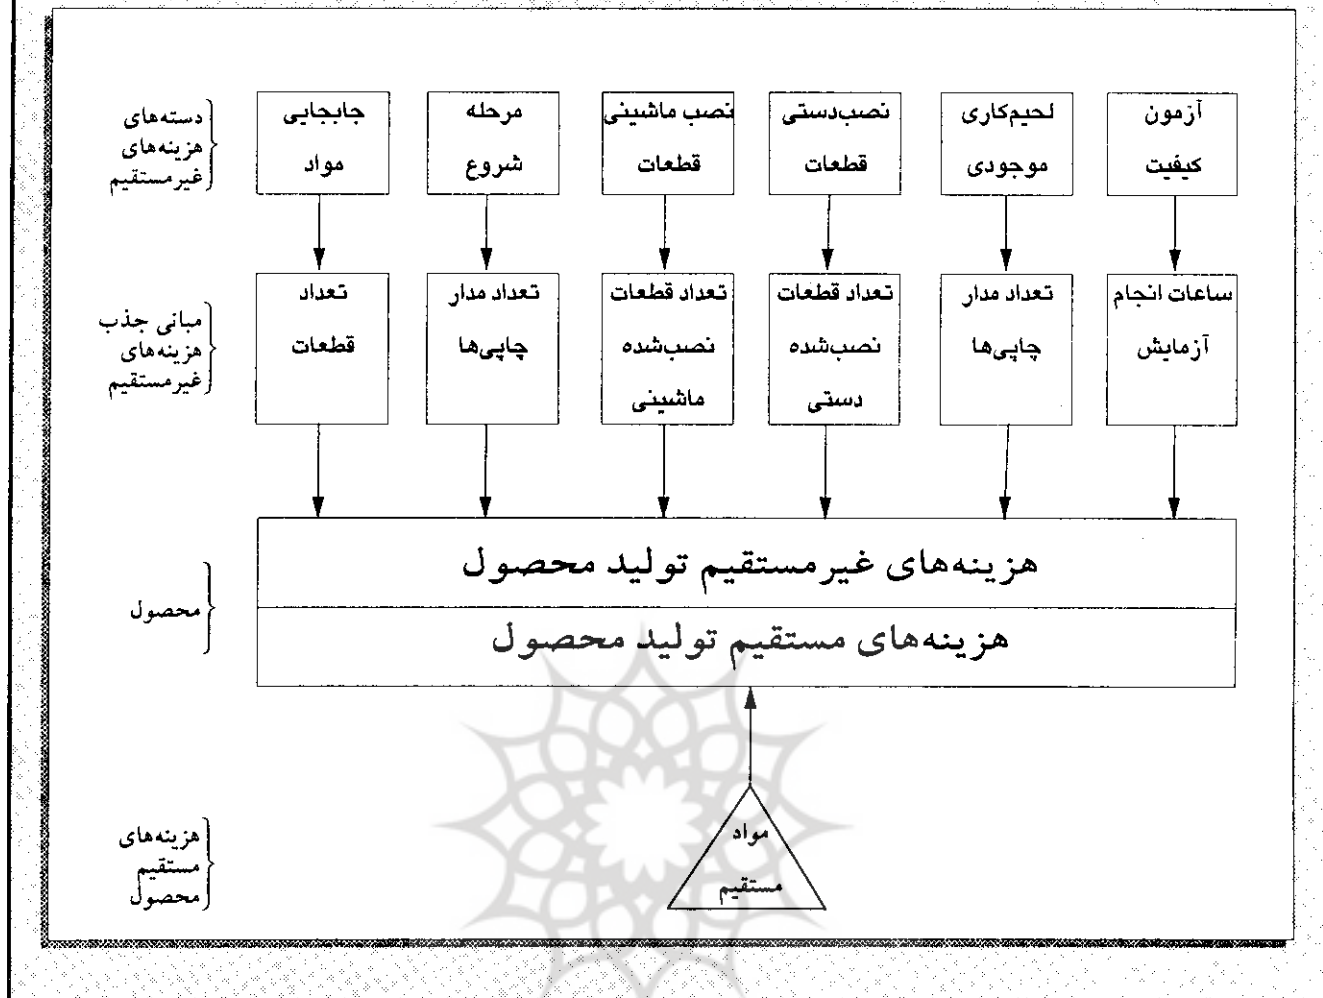 دسته‌های
هزینه‌های
غیرمستقیم
آزمون
کیفیت
لحیم‌کاری
موجودی
نصب‌دستی
قطعات
نصب ماشینی
قطعات
مرحله
شروع
جابجایی
مواد
مبانی جذب
هزینه‌های
غیرمستقیم
ساعات انجام
آزمایش
تعداد مدار
چاپی‌ها
تعداد قطعات
نصب‌شده
دستی
تعداد قطعات
نصب‌شده
ماشینی
تعداد مدار
چاپی‌ها
تعداد
قطعات
محصول
هزینه‌های غیرمستقیم تولید محصول
هزینه‌های مستقیم تولید محصول
هزینه‌های
مستقیم
محصول
مواد
مستقیم